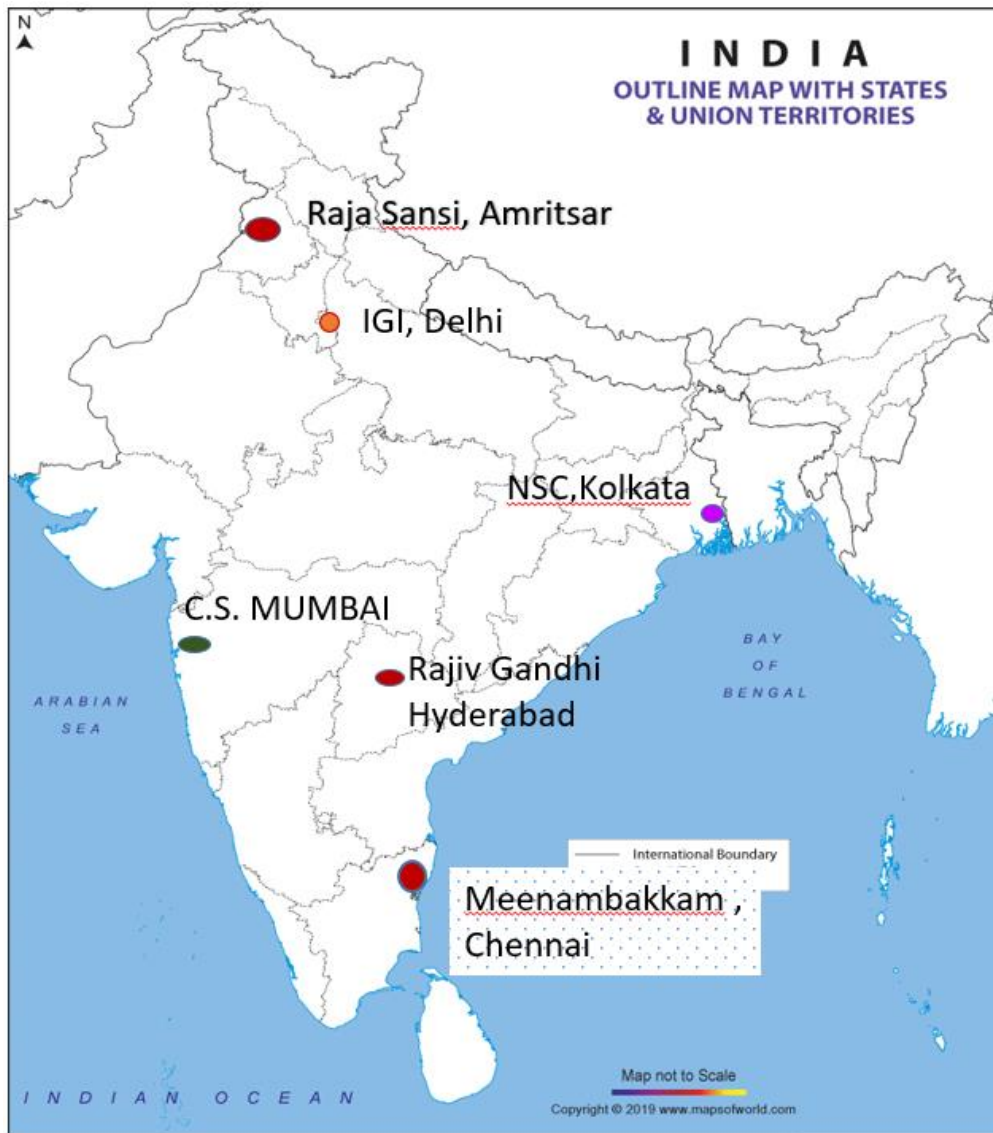 N
I N D I A
OUTLINE MAP WITH STATES
& UNION TERRITORIES
Raja Sansi, Amritsar
IGI, Delhi
NSC,Kolkata
C.S. MUMBAI
Rajiv Gandhi
Hyderabad
BAY
OF
BENGAL
ARABIAN
SEA
International Boundary
Meenambakkam ,
Chennai
INDIAN OCEAN
Map not to Scale
Copyright © 2019 www.mapsofworld.com